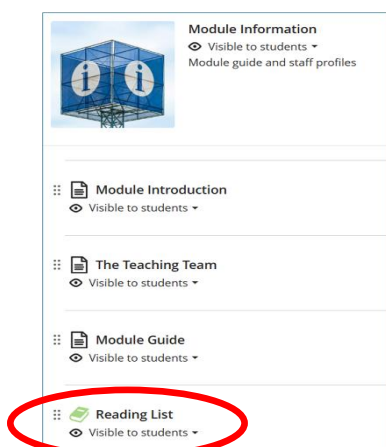 Module Information
Visible to students
Module guide and staff profiles
i i
Module Introduction
Visible to students
The Teaching Team
Visible to students
Module Guide
Visible to students
Reading List
Visible to students